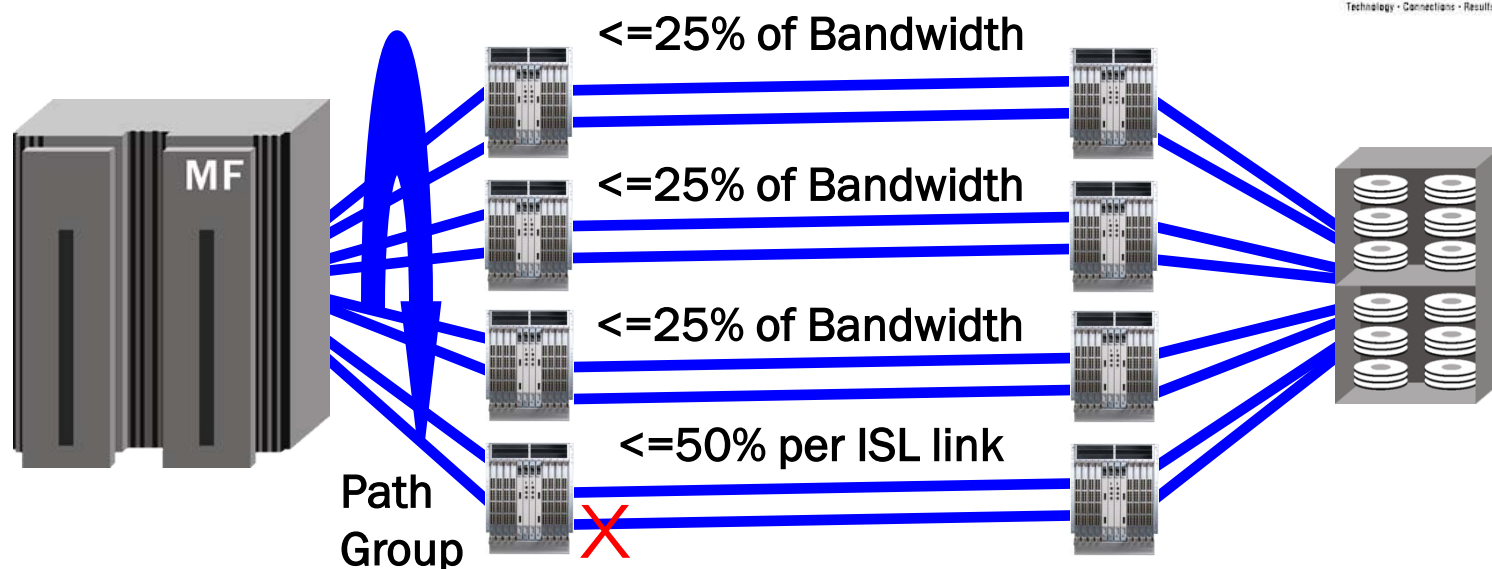 Technology · Connections · Results
<=25% of Bandwidth
MF
<=25% of Bandwidth
<=25% of Bandwidth
<=50% per ISL link
Path
Group